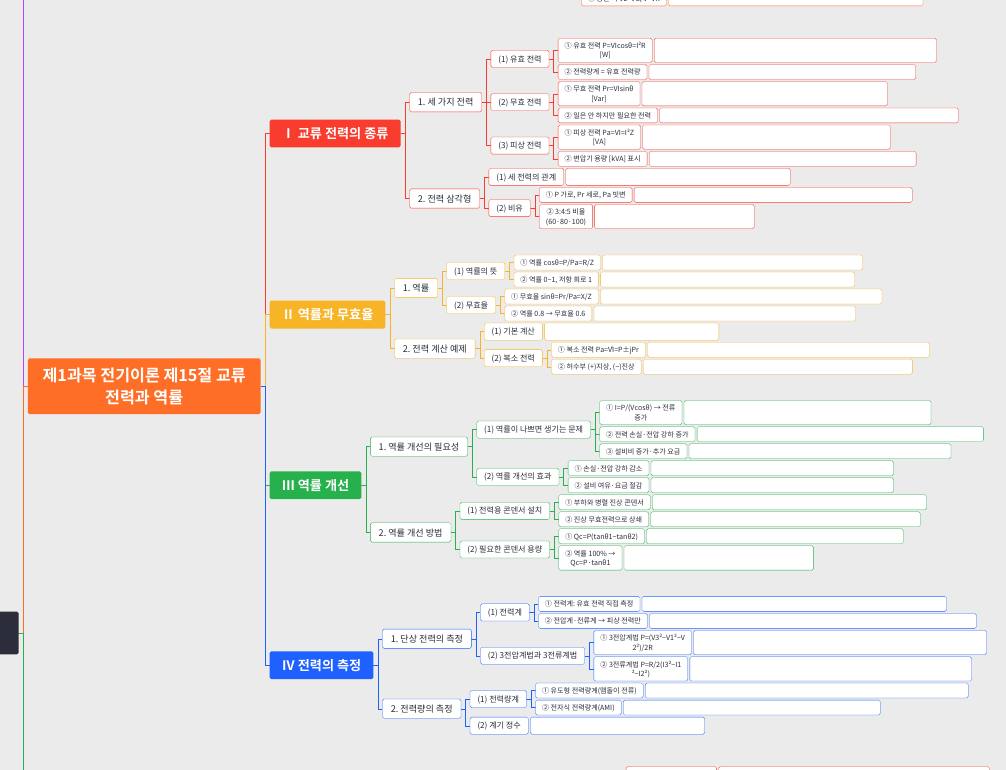 제1과목 전기이론 제15절 교류
전력과 역률
Ⅰ 교류 전력의 종류
1. 세 가지 전력
(1) 유효 전력
① 유효 전력 P=VIcosθ=I²R
[W]
② 전력량계 = 유효 전력량
(2) 무효 전력
① 무효 전력 Pr=VIsinθ
[Var]
② 일은 안 하지만 필요한 전력
(3) 피상 전력
① 피상 전력 Pa=VI=I²Z
[VA]
② 변압기 용량 [kVA] 표시
2. 전력 삼각형
(1) 세 전력의 관계
(2) 비유
① P 가로, Pr 세로, Pa 빗변
② 3:4:5 비율
(60·80·100)
II 역률과 무효율
1. 역률
(1) 역률의 뜻
① 역률 cosθ=P/Pa=R/Z
② 역률 0~1, 저항 회로 1
(2) 무효율
① 무효율 sinθ=Pr/Pa=X/Z
② 역률 0.8 → 무효율 0.6
2. 전력 계산 예제
(1) 기본 계산
(2) 복소 전력
① 복소 전력 Pa=VI=P±jPr
② 허수부 (+)지상, (−)진상
III 역률 개선
1. 역률 개선의 필요성
(1) 역률이 나쁘면 생기는 문제
① I=P/(Vcosθ) → 전류
증가
② 전력 손실·전압 강하 증가
③ 설비비 증가·추가 요금
(2) 역률 개선의 효과
① 손실·전압 강하 감소
② 설비 여유·요금 절감
2. 역률 개선 방법
(1) 전력용 콘덴서 설치
① 부하와 병렬 진상 콘덴서
② 진상 무효전력으로 상쇄
(2) 필요한 콘덴서 용량
① Qc=P(tanθ1−tanθ2)
② 역률 100% →
Qc=P·tanθ1
IV 전력의 측정
1. 단상 전력의 측정
(1) 전력계
① 전력계: 유효 전력 직접 측정
② 전압계·전류계 → 피상 전력만
(2) 3전압계법과 3전류계법
① 3전압계법 P=(V3²−V1²−V
2²)/2R
② 3전류계법 P=R/2(I3²−I1
²−I2²)
2. 전력량의 측정
(1) 전력량계
① 유도형 전력량계(맴돌이 전류)
② 전자식 전력량계(AMI)
(2) 계기 정수